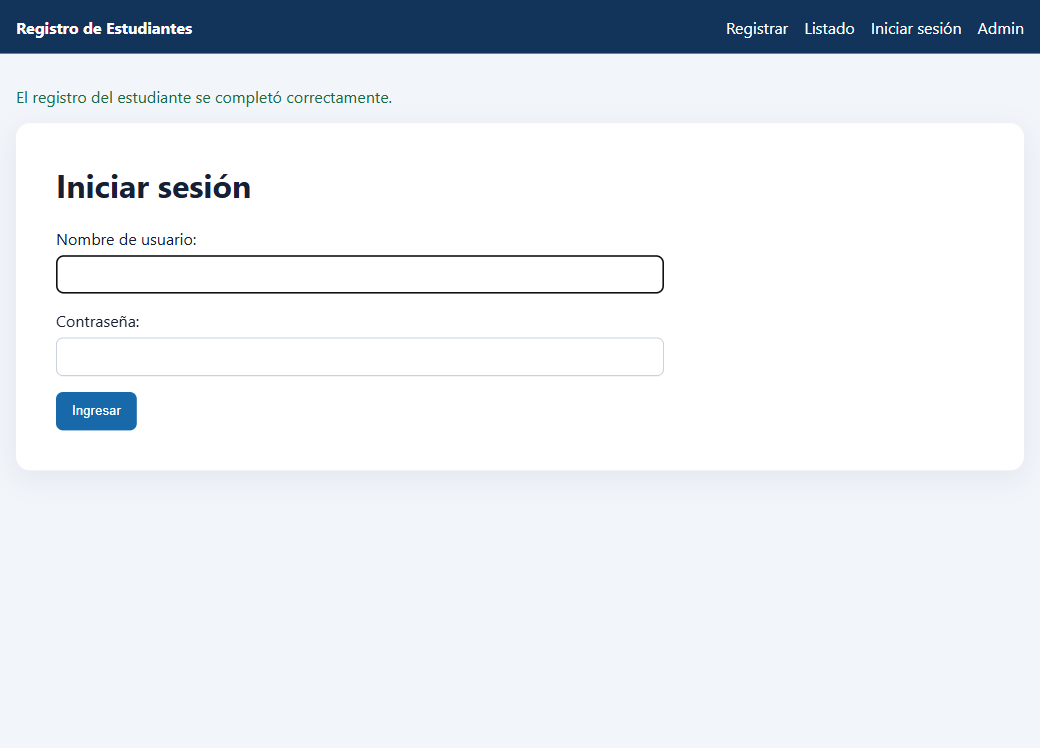 Registro de Estudiantes
Registrar Listado Iniciar sesión Admin
El registro del estudiante se completó correctamente.
Iniciar sesión
Nombre de usuario:
Contraseña:
Ingresar